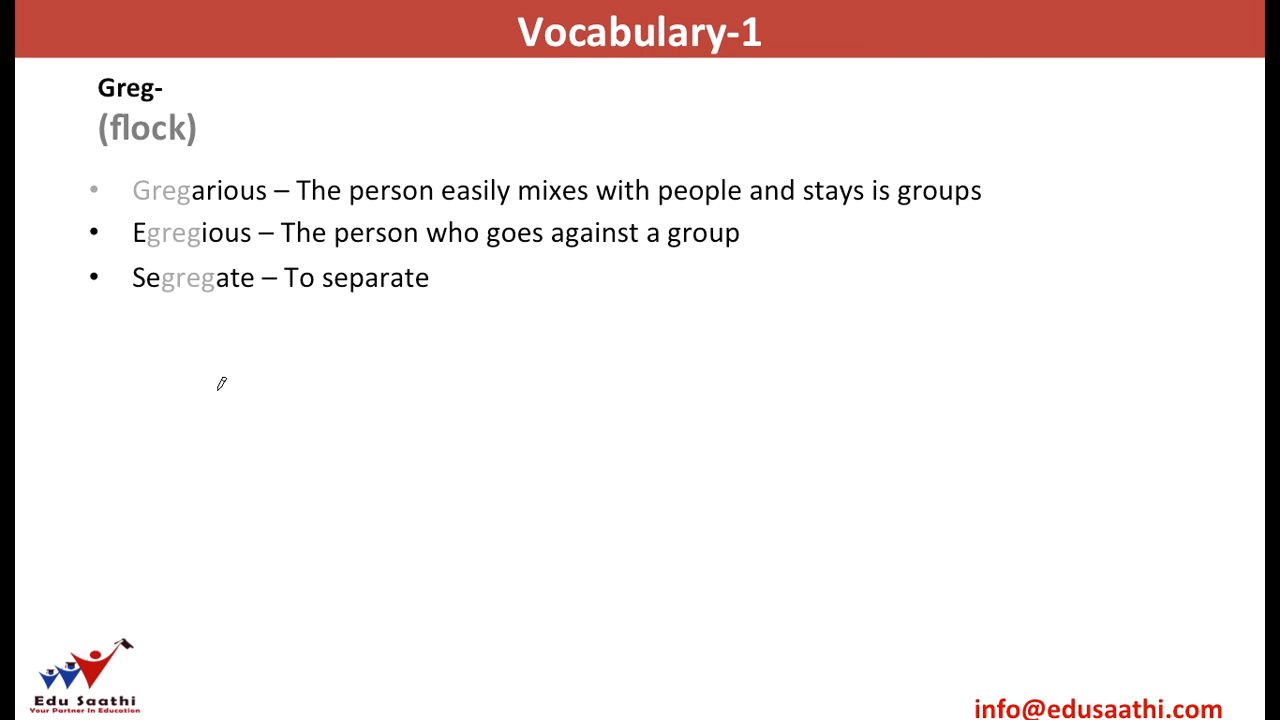 Vocabulary-1
Greg-
(flock)
• Gregarious – The person easily mixes with people and stays is groups
• Egregious – The person who goes against a group
• Segregate – To separate
Edu Saathi
Your Partner In Education
info@edusaathi.com